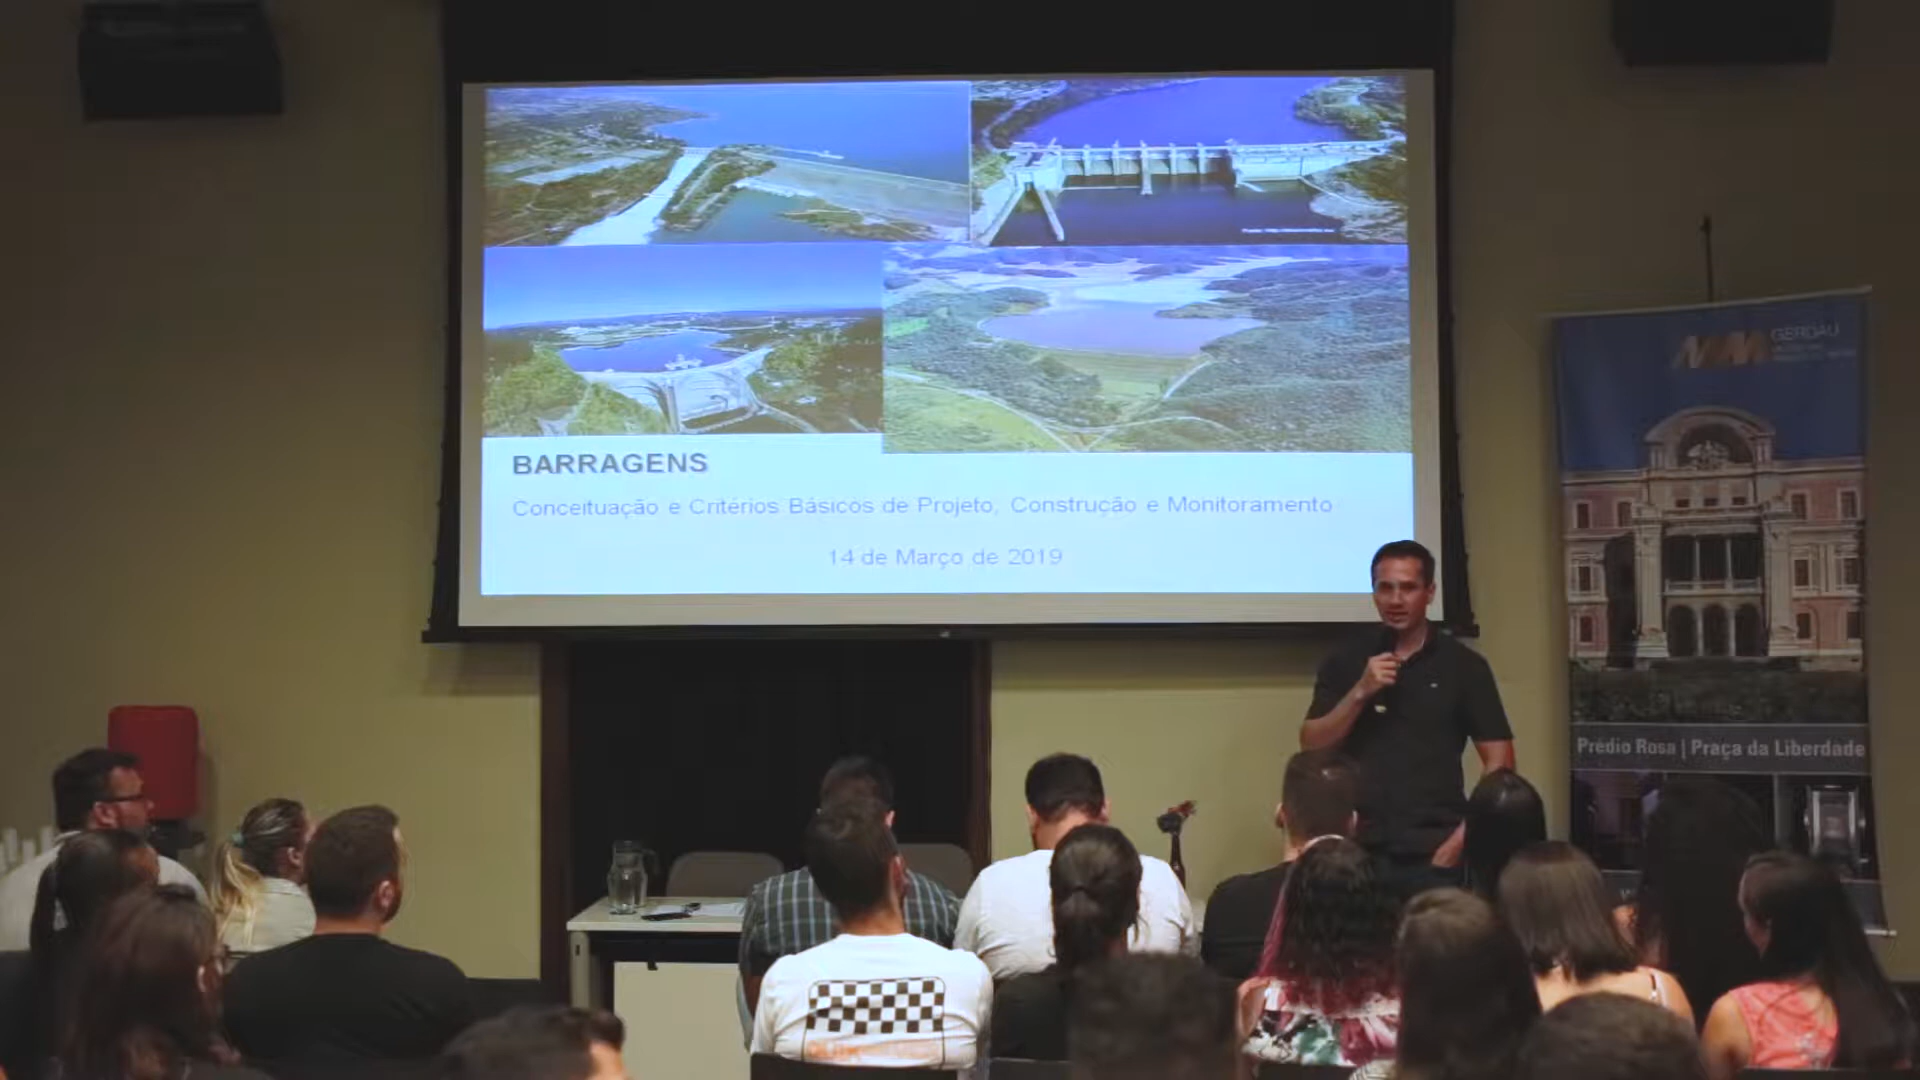 BARRAGENS
Conceituação e Critérios Básicos de Projeto, Construção e Monitoramento
14 de Março de 2019
GERDAU
Prédio Rosa | Praça da Liberdade